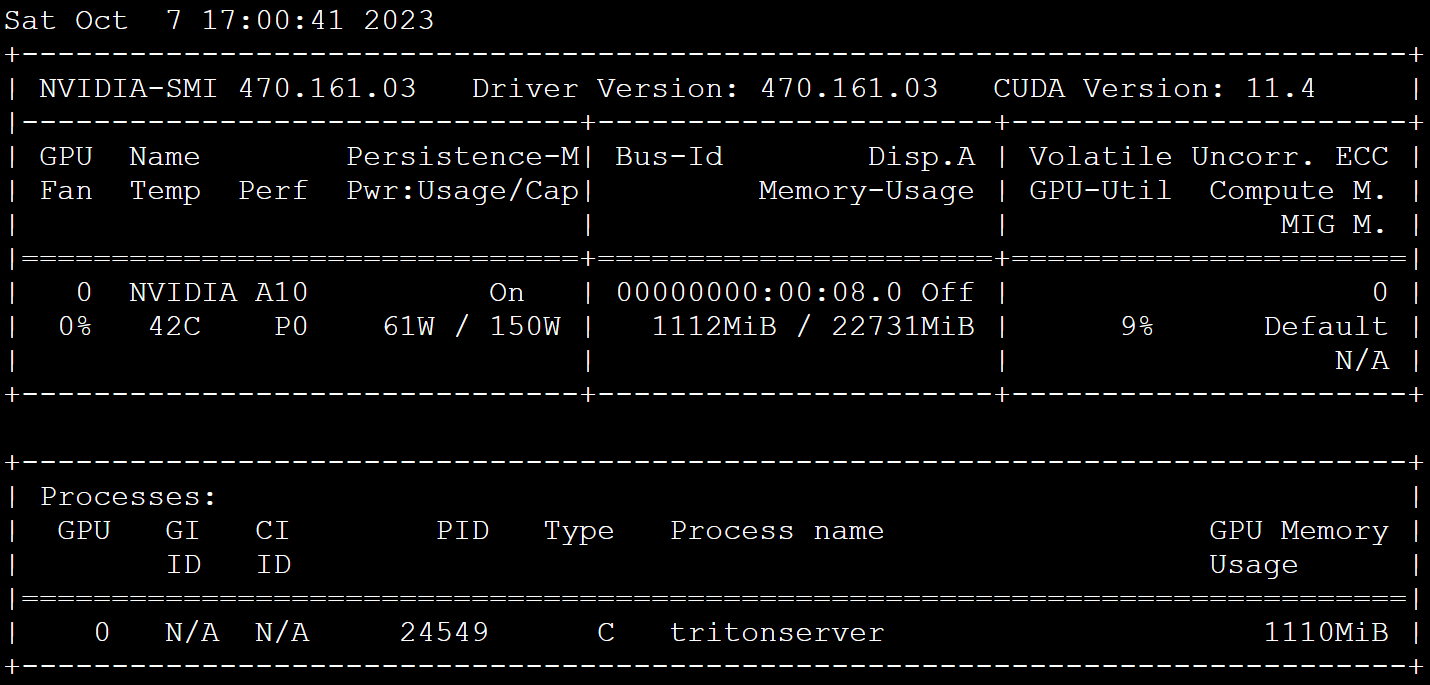 Sat Oct  7 17:00:41 2023
+-----------------------------------------------------------------------------+
| NVIDIA-SMI 470.161.03   Driver Version: 470.161.03   CUDA Version: 11.4     |
|-------------------------------+----------------------+----------------------+
| GPU  Name        Persistence-M| Bus-Id        Disp.A | Volatile Uncorr. ECC |
| Fan  Temp  Perf  Pwr:Usage/Cap|         Memory-Usage | GPU-Util  Compute M. |
|                               |                      |               MIG M. |
|===============================+======================+======================|
|   0  NVIDIA A10          On   | 00000000:00:08.0 Off |                    0 |
|  0%   42C    P0    61W / 150W |   1112MiB / 22731MiB |      9%      Default |
|                               |                      |                  N/A |
+-------------------------------+----------------------+----------------------+

+-----------------------------------------------------------------------------+
| Processes:                                                                  |
|  GPU   GI   CI        PID   Type   Process name                  GPU Memory |
|        ID   ID                                                   Usage      |
|=============================================================================|
|    0   N/A  N/A     24549      C   tritonserver                     1110MiB |
+-----------------------------------------------------------------------------+